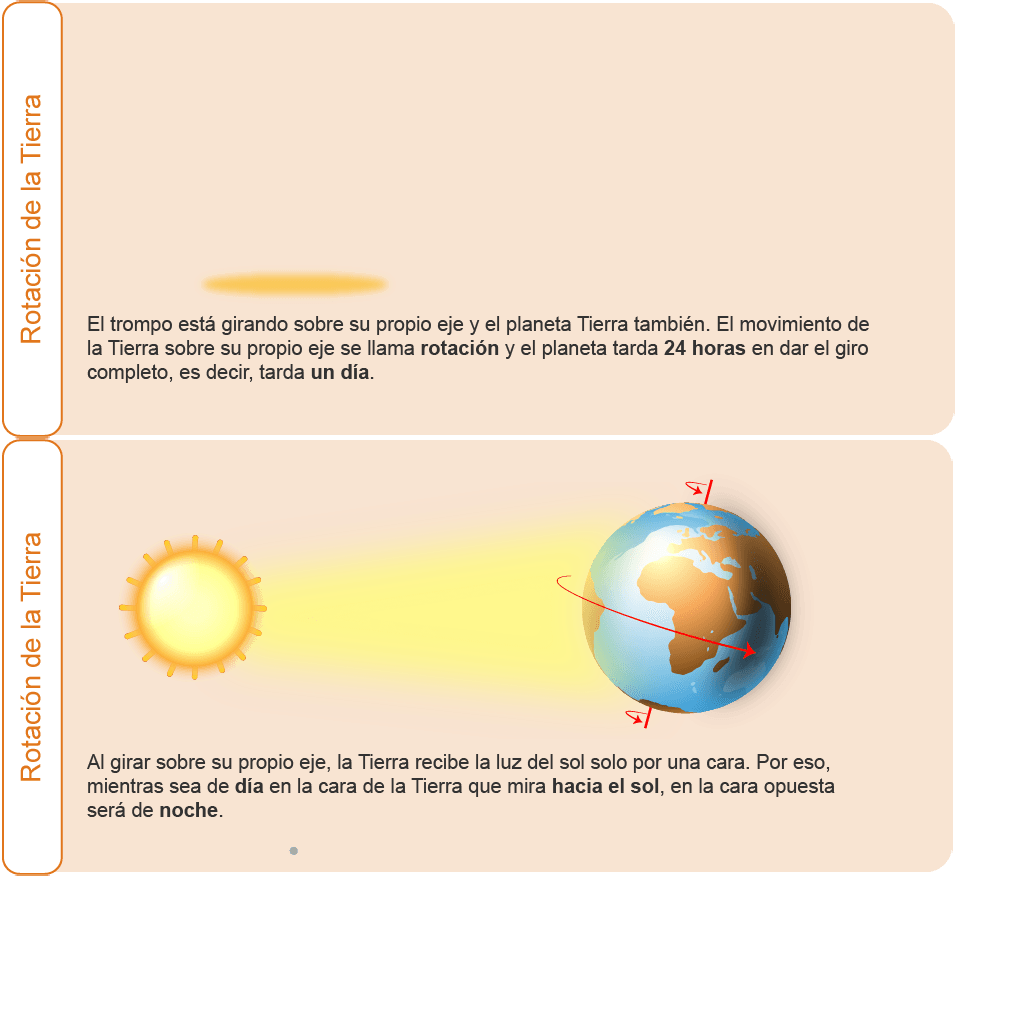 Rotación de la Tierra
El trompo está girando sobre su propio eje y el planeta Tierra también. El movimiento de
la Tierra sobre su propio eje se llama rotación y el planeta tarda 24 horas en dar el giro
completo, es decir, tarda un día.
Rotación de la Tierra
Al girar sobre su propio eje, la Tierra recibe la luz del sol solo por una cara. Por eso,
mientras sea de día en la cara de la Tierra que mira hacia el sol, en la cara opuesta
será de noche.